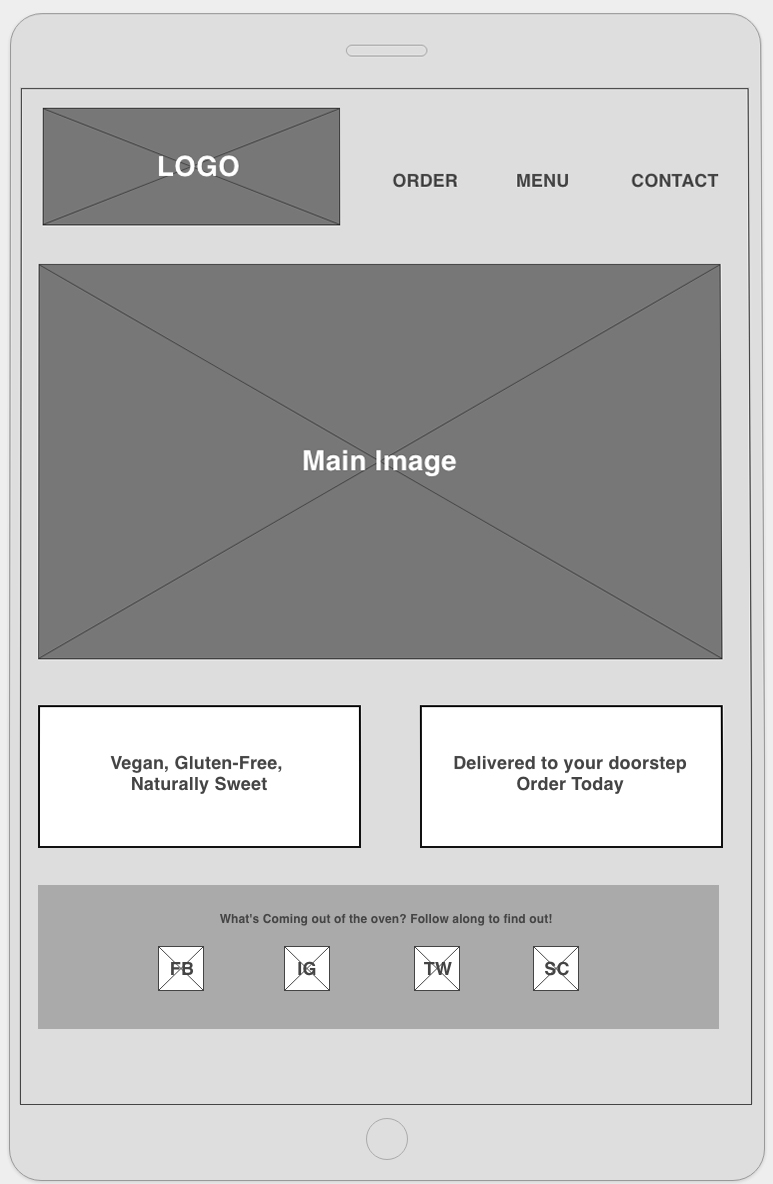 LOGO
ORDER MENU CONTACT
Main Image
Vegan, Gluten-Free,
Naturally Sweet
Delivered to your doorstep
Order Today
What's Coming out of the oven? Follow along to find out!
FB IG TW SC